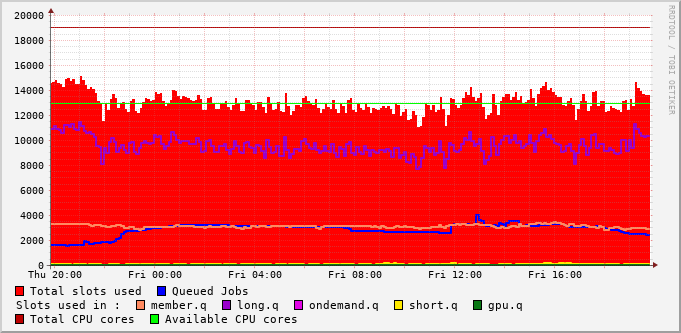 20000
18000
16000
14000
12000
10000
8000
6000
4000
2000
0
Thu 20:00 Fri 00:00 Fri 04:00 Fri 08:00 Fri 12:00 Fri 16:00
Total slots used Queued Jobs
Slots used in : member.q long.q ondemand.q short.q gpu.q
Total CPU cores Available CPU cores
RRDTOOL / TOBI OETIKER